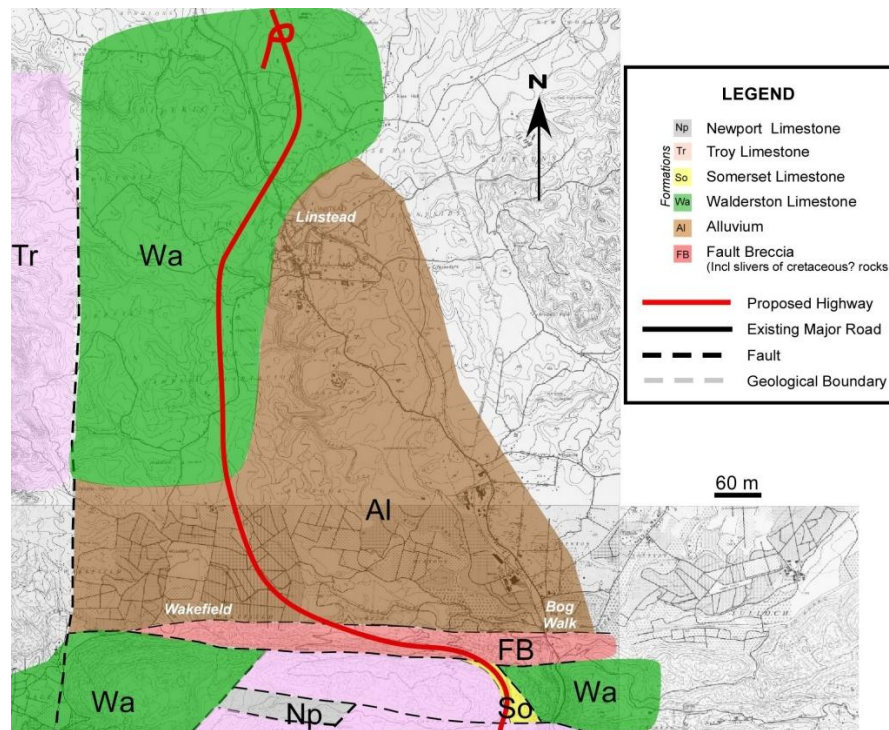 N
LEGEND
Formations
Np Newport Limestone
Tr Troy Limestone
So Somerset Limestone
Wa Walderston Limestone
Al Alluvium
FB Fault Breccia
(Incl slivers of cretaceous? rocks
Proposed Highway
Existing Major Road
Fault
Geological Boundary
60 m
Linstead
Tr
Wa
Al
Wakefield
Bog
Walk
FB
Wa
Wa
So
Np